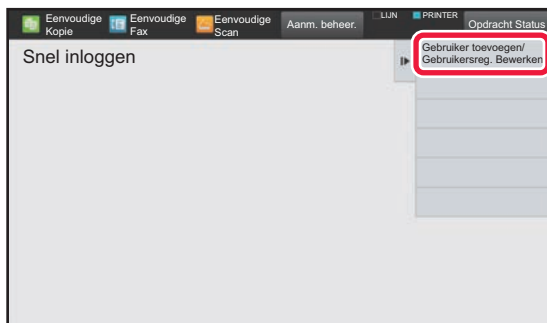 Eenvoudige
Kopie
Eenvoudige
Fax
Eenvoudige
Scan
Aanm. beheer.
LIJN
PRINTER
Opdracht Status
Snel inloggen
Gebruiker toevoegen/
Gebruikersreg. Bewerken